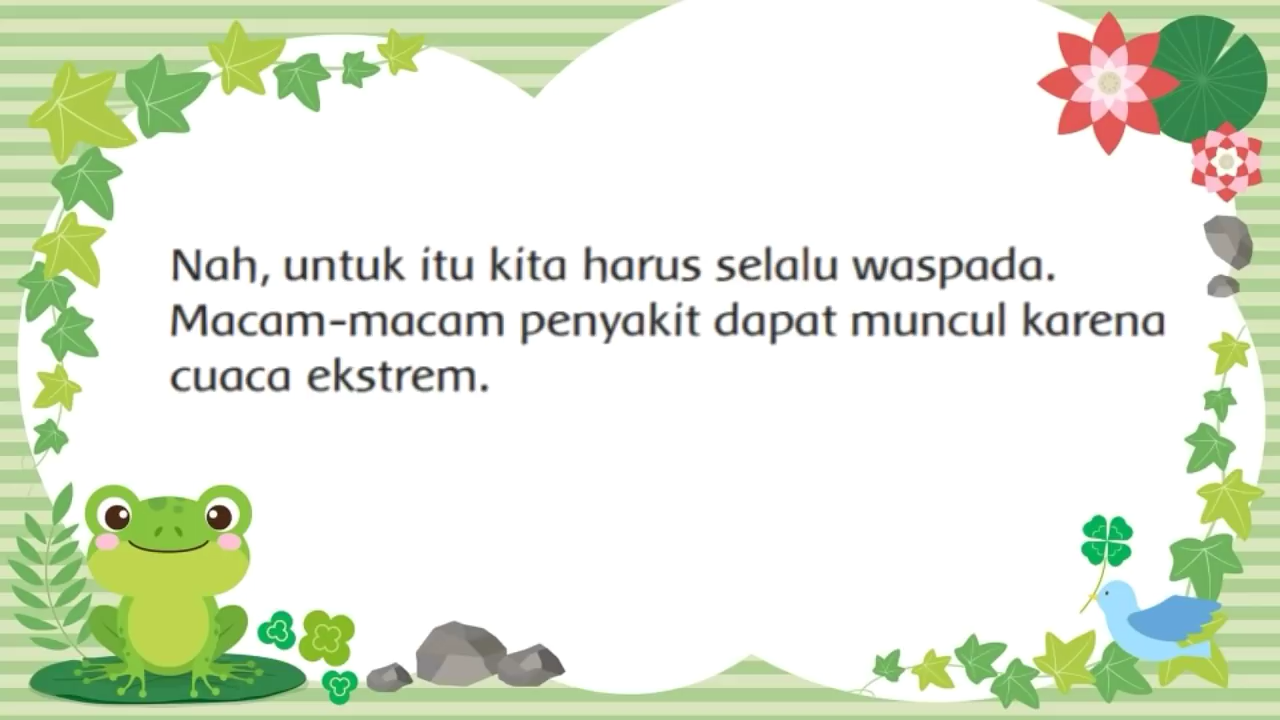 Nah, untuk itu kita harus selalu waspada.
Macam-macam penyakit dapat muncul karena
cuaca ekstrem.